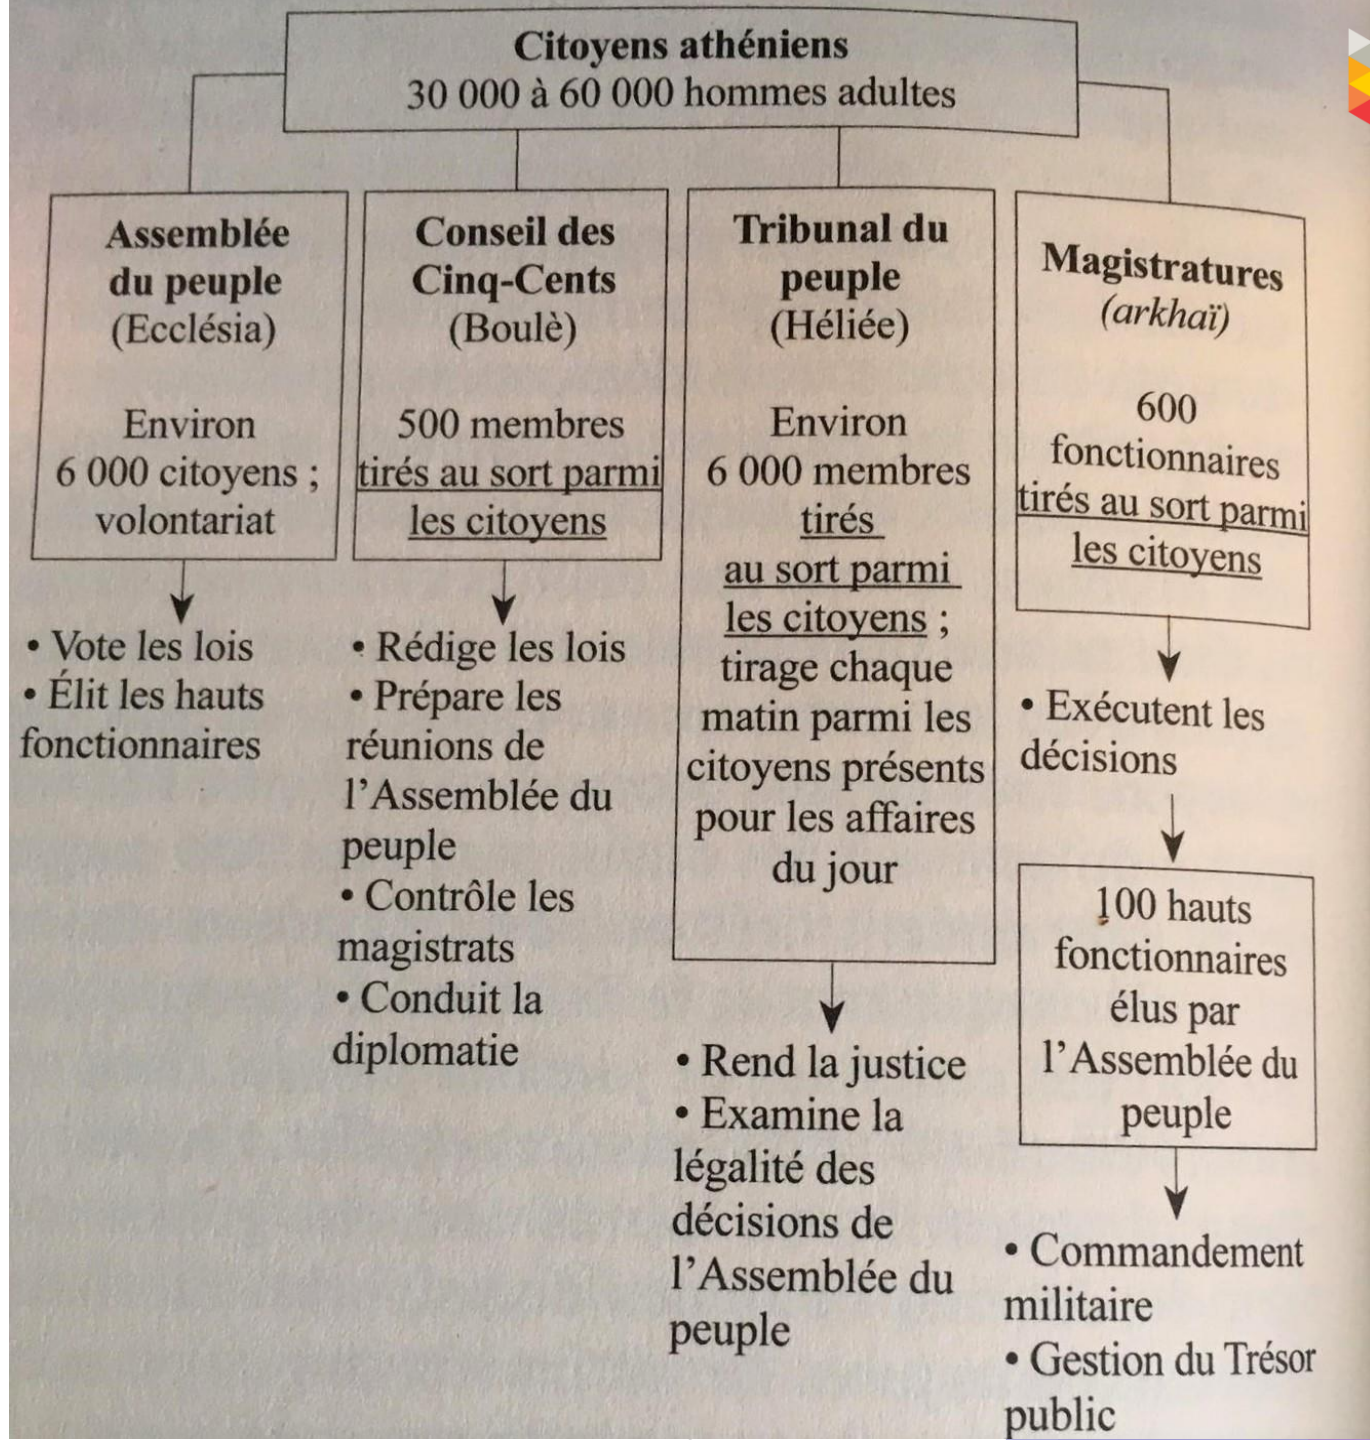 Citoyens athéniens
30 000 à 60 000 hommes adultes
Assemblée
du peuple
(Ecclésia)
Environ
6 000 citoyens ;
volontariat
• Vote les lois
• Élit les hauts
fonctionnaires
Conseil des
Cinq-Cents
(Boulè)
500 membres
tirés au sort parmi
les citoyens
• Rédige les lois
• Prépare les
réunions de
l’Assemblée du
peuple
• Contrôle les
magistrats
• Conduit la
diplomatie
Tribunal du
peuple
(Héliée)
Environ
6 000 membres
tirés
au sort parmi
les citoyens ;
tirage chaque
matin parmi les
citoyens présents
pour les affaires
du jour
• Rend la justice
• Examine la
légalité des
décisions de
l’Assemblée du
peuple
Magistratures
(arkhaï)
600
fonctionnaires
tirés au sort parmi
les citoyens
• Exécutent les
décisions
100 hauts
fonctionnaires
élus par
l’Assemblée du
peuple
• Commandement
militaire
• Gestion du Trésor
public